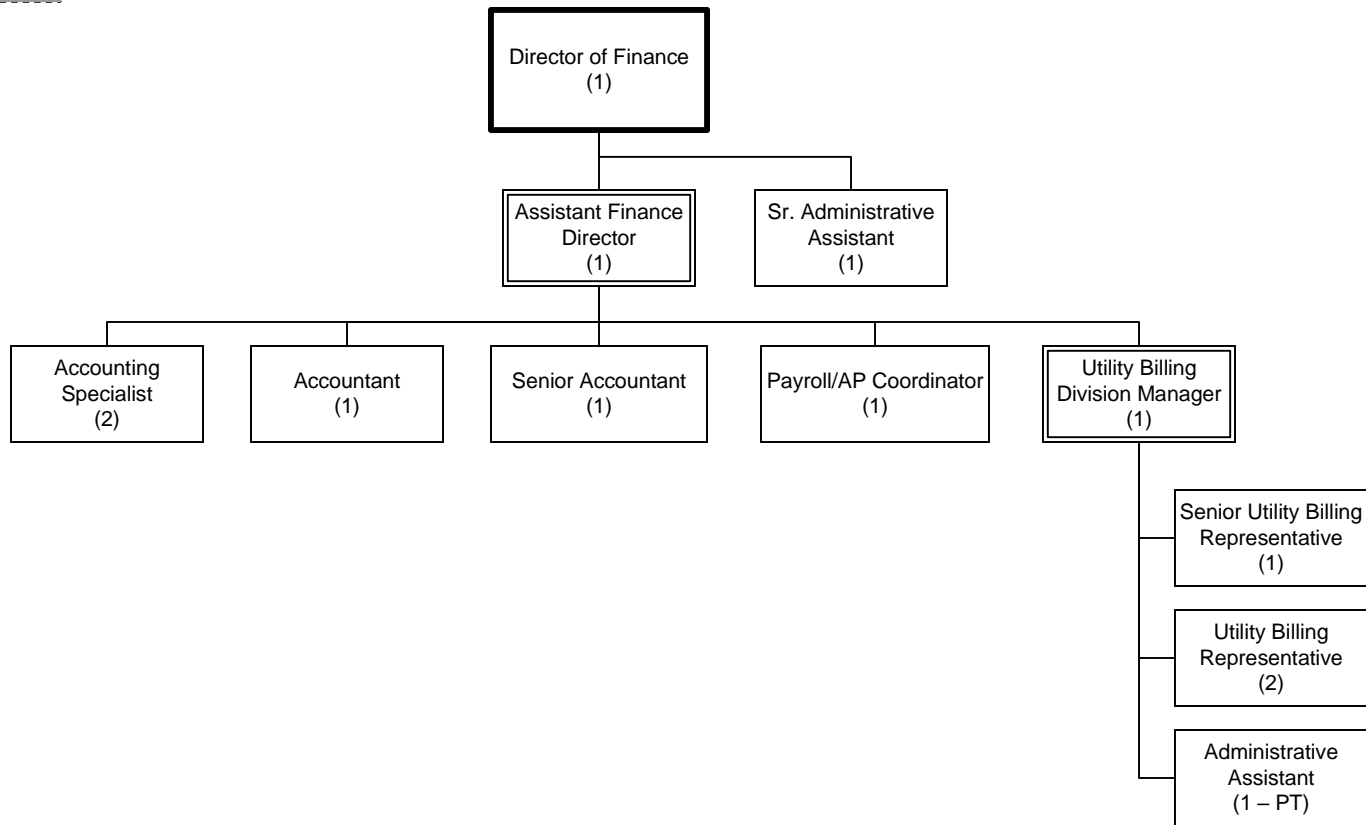 Director of Finance
(1)
Assistant Finance
Director
(1)
Sr. Administrative
Assistant
(1)
Accounting
Specialist
(2)
Accountant
(1)
Senior Accountant
(1)
Payroll/AP Coordinator
(1)
Utility Billing
Division Manager
(1)
Senior Utility Billing
Representative
(1)
Utility Billing
Representative
(2)
Administrative
Assistant
(1 – PT)